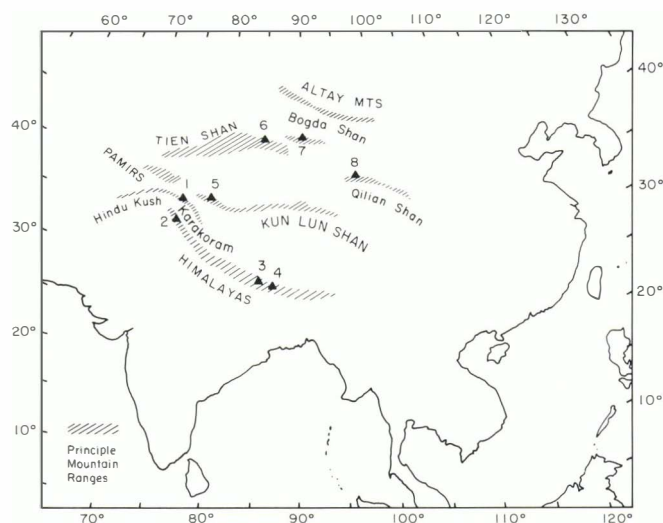 60° 70° 80° 90° 100° 110° 120° 130°
40°
ALTAY MTS
Bogda Shan
40°
TIEN SHAN
6
7
8
PAMIRS
1
5
30°
Hindu Kush
Qilian Shan
30°
2
Karakoram
KUN LUN SHAN
HIMALAYAS
3
4
20°
20°
10°
10°
Principle
Mountain
Ranges
70° 80° 90° 100° 110° 120°